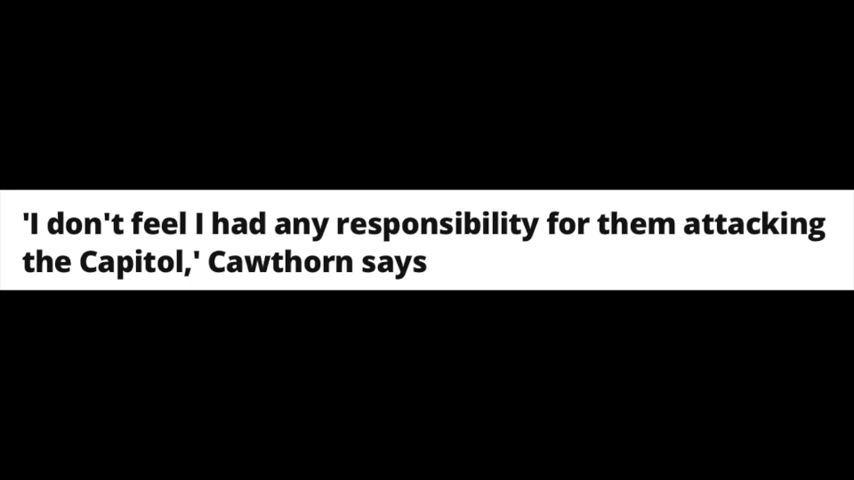 'I don't feel I had any responsibility for them attacking
the Capitol,' Cawthorn says